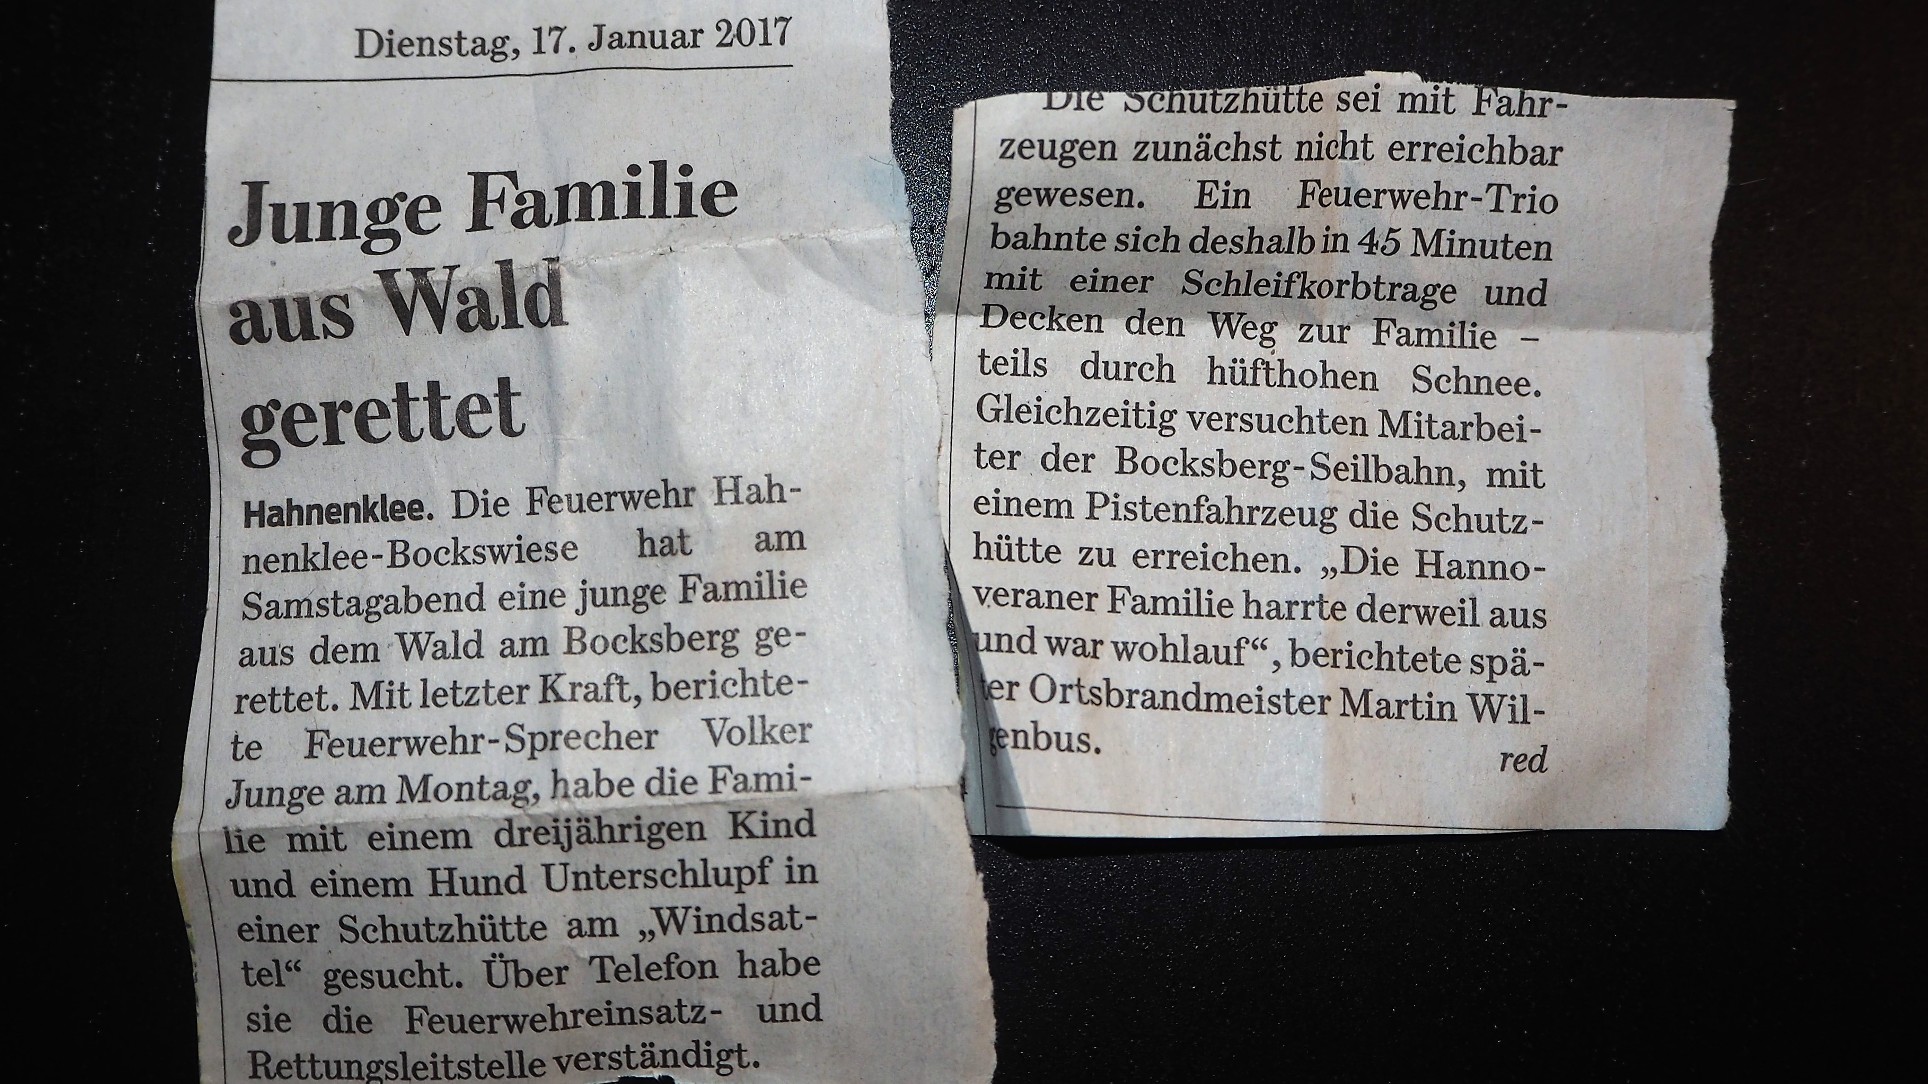 Dienstag, 17. Januar 2017
Junge Familie
aus Wald
gerettet
Hahnenklee. Die Feuerwehr Hah-
nenklee-Bockswiese hat am
Samstagabend eine junge Familie
aus dem Wald am Bocksberg ge-
rettet. Mit letzter Kraft, berichte-
te Feuerwehr-Sprecher Volker
Junge am Montag, habe die Fami-
lie mit einem dreijährigen Kind
und einem Hund Unterschlupf in
einer Schutzhütte am „Windsat-
tel“ gesucht. Über Telefon habe
sie die Feuerwehreinsatz- und
Rettungsleitstelle verständigt.
Die Schutzhütte sei mit Fahr-
zeugen zunächst nicht erreichbar
gewesen. Ein Feuerwehr-Trio
bahnte sich deshalb in 45 Minuten
mit einer Schleifkorbtrage und
Decken den Weg zur Familie –
teils durch hüfthohen Schnee.
Gleichzeitig versuchten Mitarbei-
ter der Bocksberg-Seilbahn, mit
einem Pistenfahrzeug die Schutz-
hütte zu erreichen. „Die Hanno-
veraner Familie harrte derweil aus
und war wohlauf“, berichtete spä-
ter Ortsbrandmeister Martin Wil-
genbus.
red